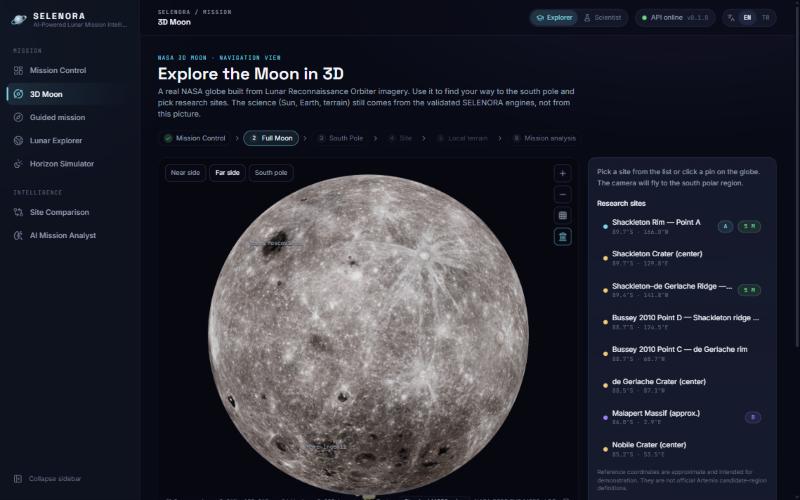 SELENORA
AI-Powered Lunar Mission Intelli...
MISSION
Mission Control
3D Moon
Guided mission
Lunar Explorer
Horizon Simulator
INTELLIGENCE
Site Comparison
AI Mission Analyst
Collapse sidebar
SELENORA / MISSION
3D Moon
Explorer
Scientist
API online v0.1.0
EN
TR
NASA 3D MOON · NAVIGATION VIEW
Explore the Moon in 3D
A real NASA globe built from Lunar Reconnaissance Orbiter imagery. Use it to find your way to the south pole and
pick research sites. The science (Sun, Earth, terrain) still comes from the validated SELENORA engines, not from
this picture.
Mission Control
2 Full Moon
3 South Pole
4 Site
5 Local terrain
6 Mission analysis
Near side
Far side
South pole
Pick a site from the list or click a pin on the globe.
The camera will fly to the south polar region.
Research sites
Shackleton Rim — Point A
A
5 M
89.7°S · 166.0°W
Shackleton Crater (center)
89.7°S · 129.8°E
Shackleton-de Gerlache Ridge —...
5 M
89.4°S · 141.8°W
Bussey 2010 Point D — Shackleton ridge ...
88.7°S · 124.5°E
Bussey 2010 Point C — de Gerlache rim
88.7°S · 68.7°W
de Gerlache Crater (center)
88.5°S · 87.1°W
Malapert Massif (approx.)
B
86.0°S · 2.9°E
Nobile Crater (center)
85.2°S · 53.5°E
Reference coordinates are approximate and intended for
demonstration. They are not official Artemis candidate-region
definitions.